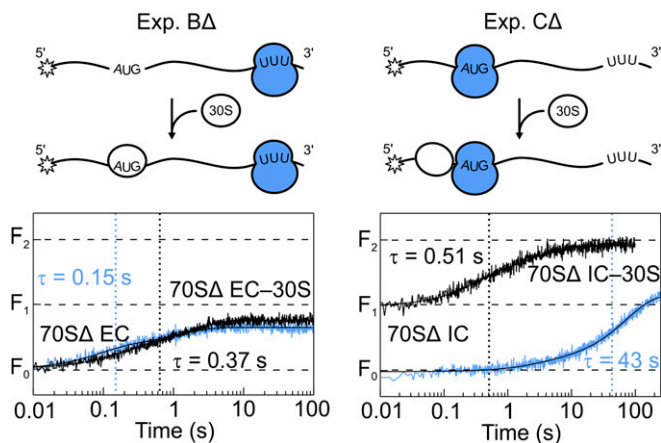 Exp. BΔ
5'
AUG
UUU
3'
30S
5'
AUG
UUU
3'
F2
F1
F0
τ = 0.15 s
70SΔ EC–30S
70SΔ EC
τ = 0.37 s
0.01
0.1
1
10
100
Time (s)
Exp. CΔ
5'
AUG
UUU
3'
30S
5'
AUG
UUU
3'
F2
F1
F0
τ = 0.51 s
70SΔ IC–30S
70SΔ IC
τ = 43 s
0.01
0.1
1
10
100
Time (s)